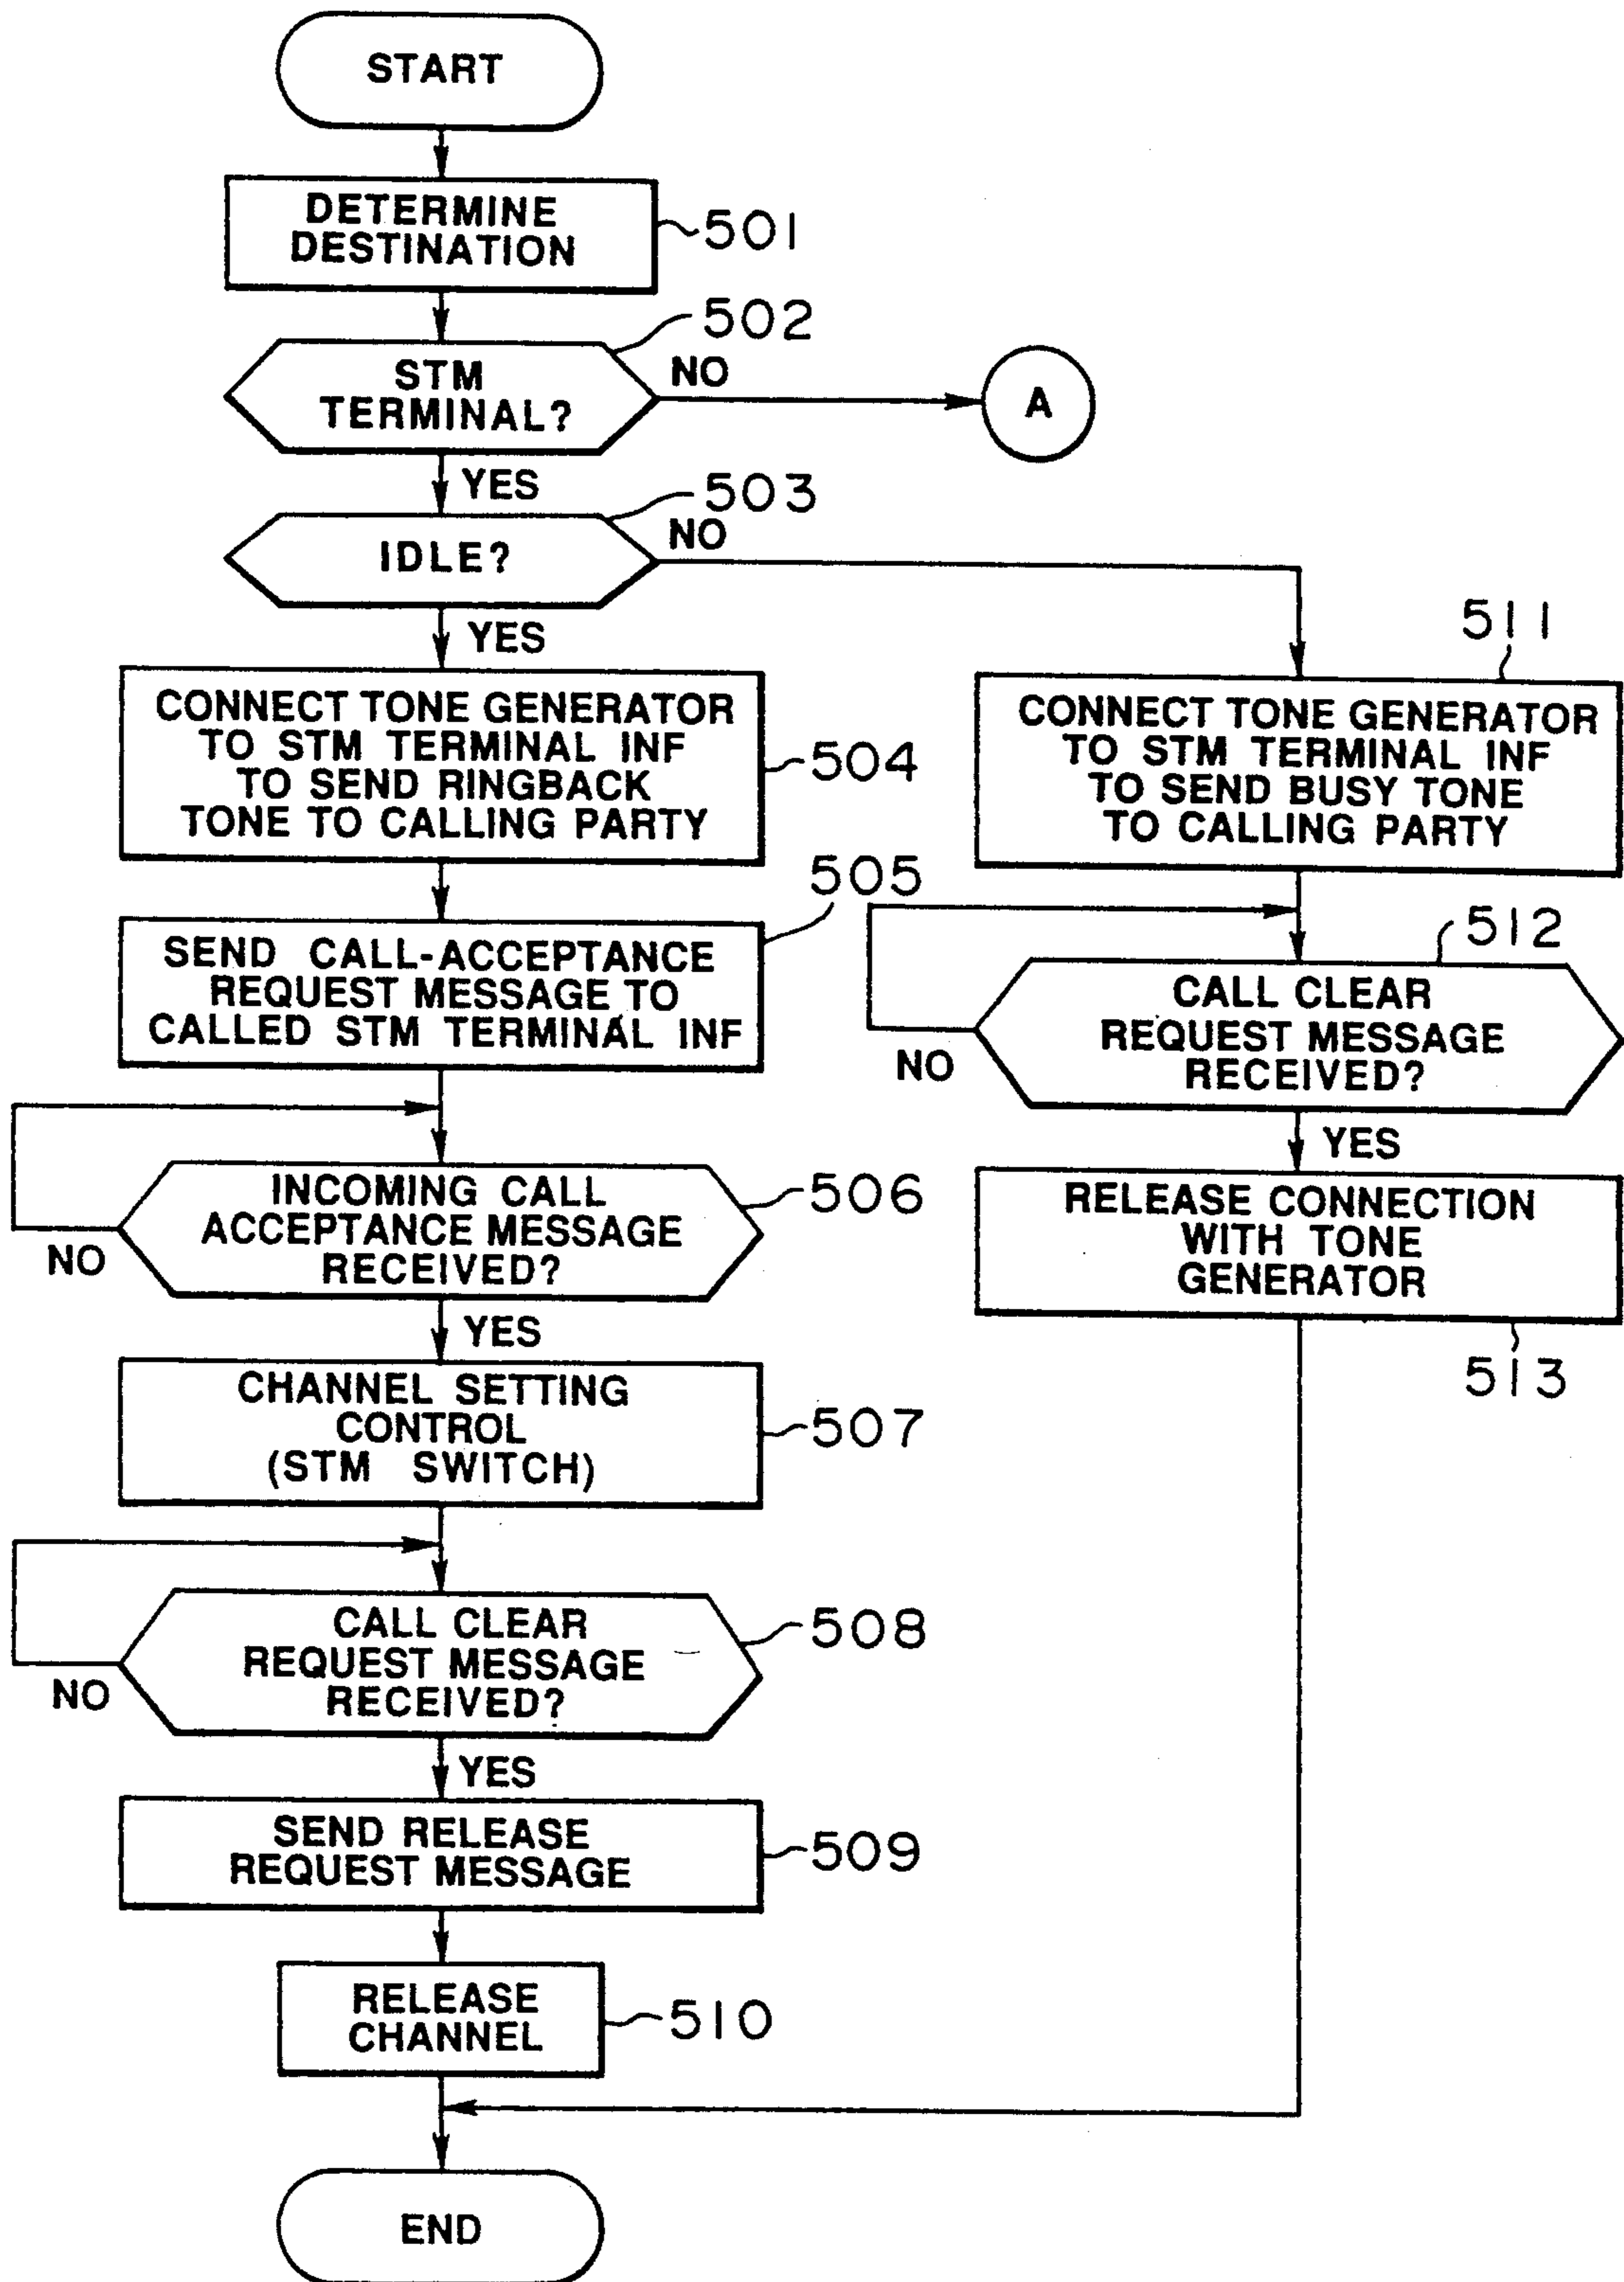 START
DETERMINE
DESTINATION
501
STM
TERMINAL?
502
NO
A
YES
IDLE?
503
NO
YES
CONNECT TONE GENERATOR
TO STM TERMINAL INF
TO SEND RINGBACK
TONE TO CALLING PARTY
504
SEND CALL-ACCEPTANCE
REQUEST MESSAGE TO
CALLED STM TERMINAL INF
505
INCOMING CALL
ACCEPTANCE MESSAGE
RECEIVED?
506
NO
YES
CHANNEL SETTING
CONTROL
(STM SWITCH)
507
CALL CLEAR
REQUEST MESSAGE
RECEIVED?
508
NO
YES
SEND RELEASE
REQUEST MESSAGE
509
RELEASE
CHANNEL
510
511
CONNECT TONE GENERATOR
TO STM TERMINAL INF
TO SEND BUSY TONE
TO CALLING PARTY
512
CALL CLEAR
REQUEST MESSAGE
RECEIVED?
NO
YES
RELEASE CONNECTION
WITH TONE
GENERATOR
513
END